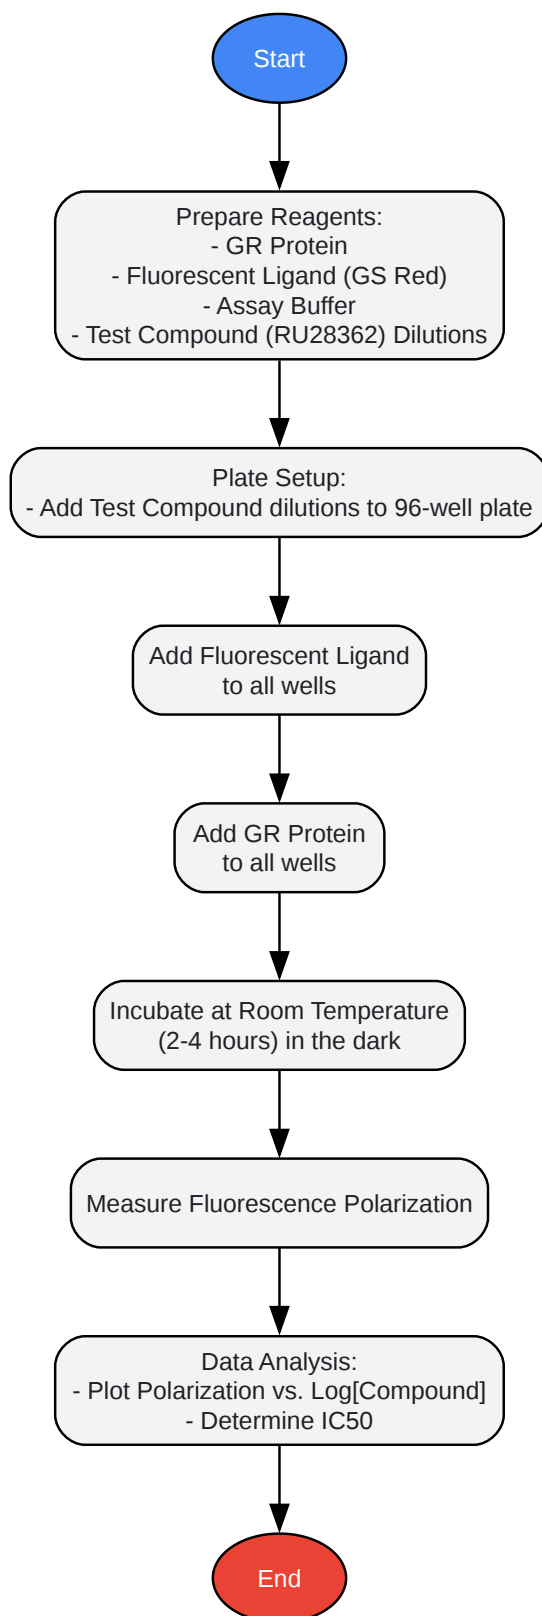 Start
Prepare Reagents:
- GR Protein
- Fluorescent Ligand (GS Red)
- Assay Buffer
- Test Compound (RU28362) Dilutions
Plate Setup:
- Add Test Compound dilutions to 96-well plate
Add Fluorescent Ligand
to all wells
Add GR Protein
to all wells
Incubate at Room Temperature
(2-4 hours) in the dark
Measure Fluorescence Polarization
Data Analysis:
- Plot Polarization vs. Log[Compound]
- Determine IC50
End